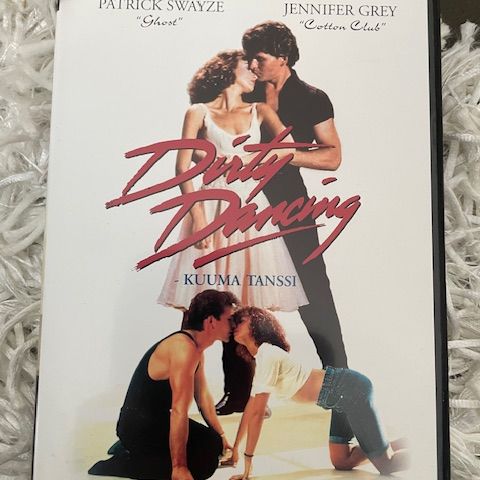 PATRICK SWAYZE
"Ghost"
JENNIFER GREY
"Cotton Club"
Dirty
Dancing
- KUUMA TANSSI